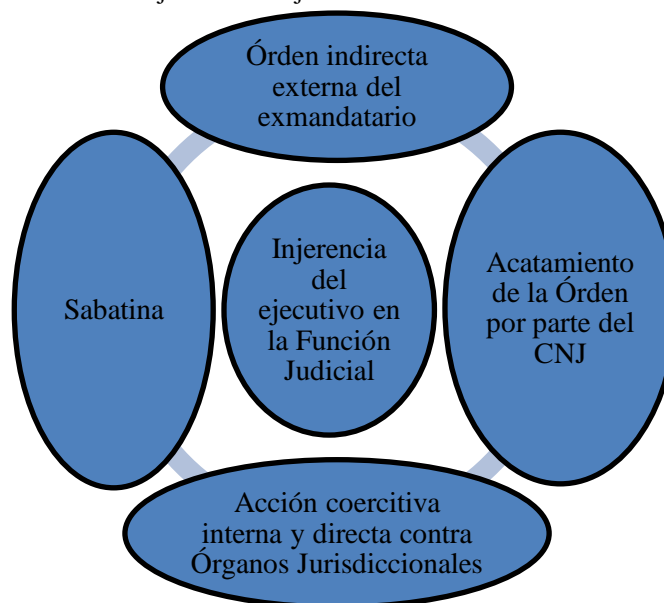 Órden indirecta
externa del
exmandatario
Sabatina
Injerencia
del
ejecutivo en
la Función
Judicial
Acatamiento
de la Órden
por parte del
CNJ
Acción coercitiva
interna y directa contra
Órganos Jurisdiccionales